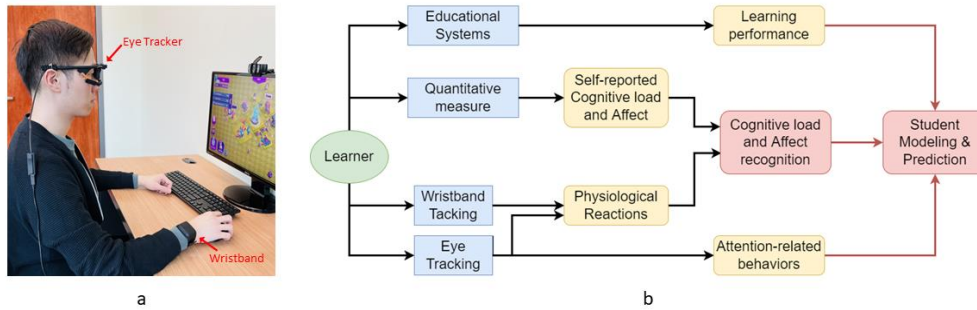 Eye Tracker
Wristband
a
Educational
Systems
Learning
performance
Quantitative
measure
Self-reported
Cognitive load
and Affect
Cognitive load
and Affect
recognition
Student
Modeling &
Prediction
Learner
Wristband
Tacking
Physiological
Reactions
Eye
Tracking
Attention-related
behaviors
b